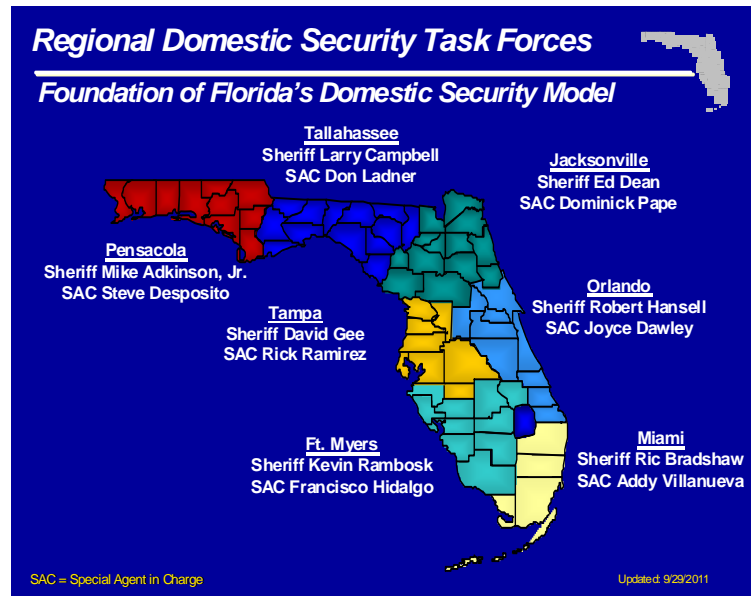 Regional Domestic Security Task Forces
Foundation of Florida's Domestic Security Model
Tallahassee
Sheriff Larry Campbell
SAC Don Ladner
Jacksonville
Sheriff Ed Dean
SAC Dominick Pape
Pensacola
Sheriff Mike Adkinson, Jr.
SAC Steve Desposito
Orlando
Sheriff Robert Hansell
SAC Joyce Dawley
Tampa
Sheriff David Gee
SAC Rick Ramirez
Ft. Myers
Sheriff Kevin Rambosk
SAC Francisco Hidalgo
Miami
Sheriff Ric Bradshaw
SAC Addy Villanueva
SAC = Special Agent in Charge
Updated: 9/29/2011